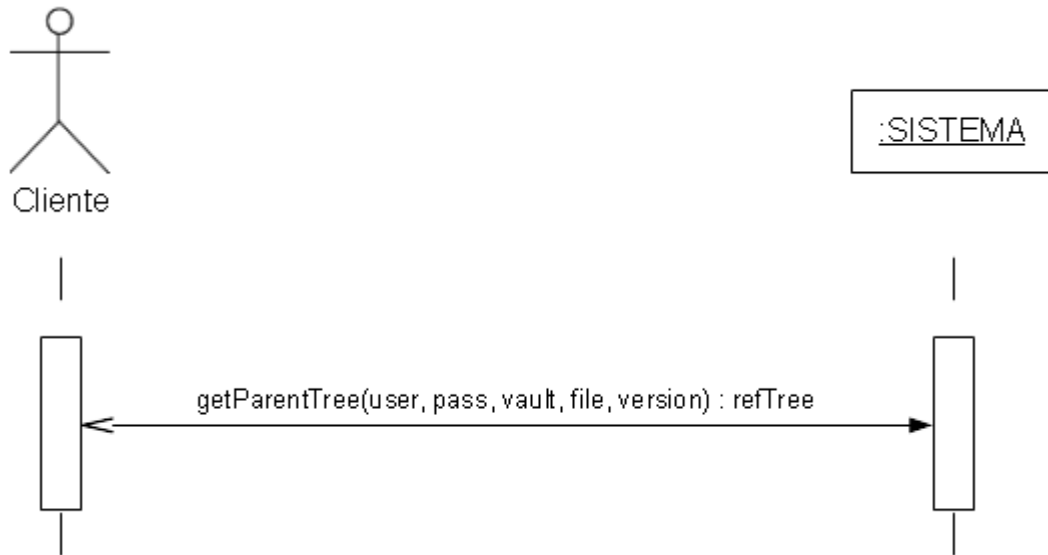 :SISTEMA
Cliente
getParentTree(user, pass, vault, file, version) : refTree